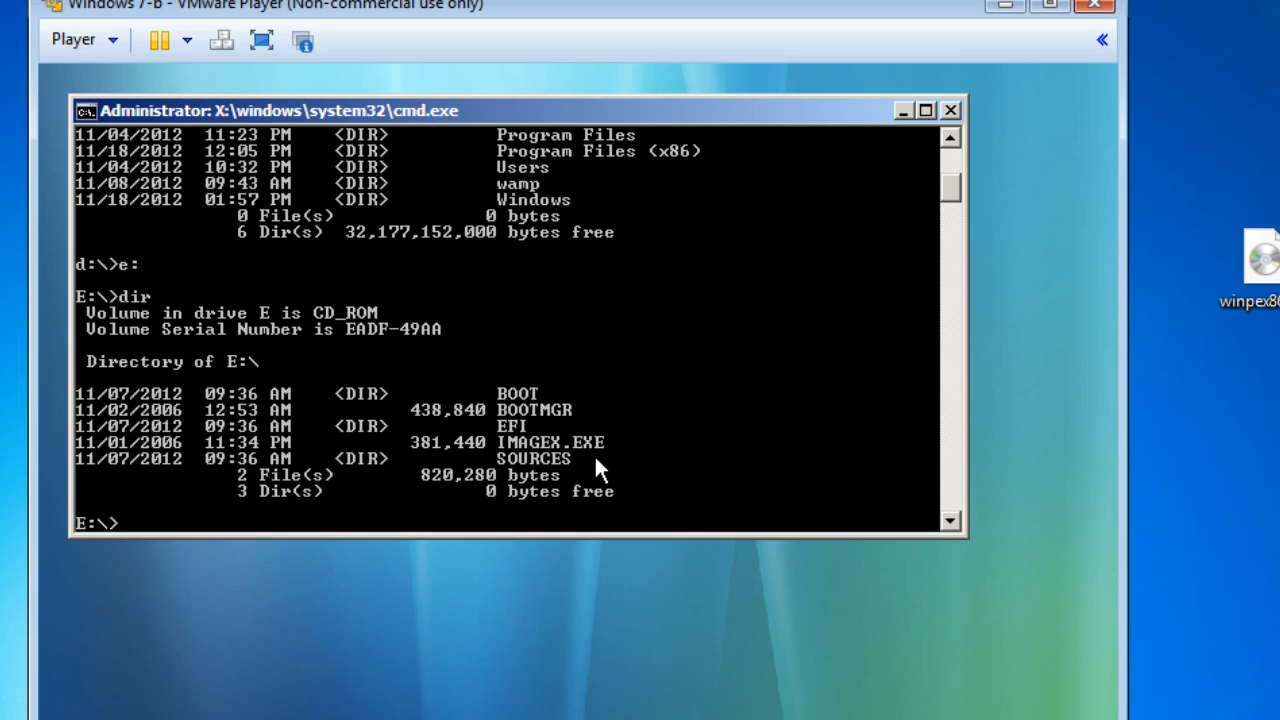 Windows 7-b - VMware Player (Non-commercial use only)
Player
Administrator: X:\windows\system32\cmd.exe
11/04/2012  11:23 PM    <DIR>          Program Files
11/18/2012  12:05 PM    <DIR>          Program Files (x86)
11/04/2012  10:32 PM    <DIR>          Users
11/08/2012  09:43 AM    <DIR>          wamp
11/18/2012  01:57 PM    <DIR>          Windows
0 File(s)              0 bytes
6 Dir(s)  32,177,152,000 bytes free
d:\>e:
E:\>dir
Volume in drive E is CD_ROM
Volume Serial Number is EADF-49AA
Directory of E:\
11/07/2012  09:36 AM    <DIR>          BOOT
11/02/2006  12:53 AM           438,840 BOOTMGR
11/07/2012  09:36 AM    <DIR>          EFI
11/01/2006  11:34 PM           381,440 IMAGEX.EXE
11/07/2012  09:36 AM    <DIR>          SOURCES
2 File(s)        820,280 bytes
3 Dir(s)               0 bytes free
E:\>